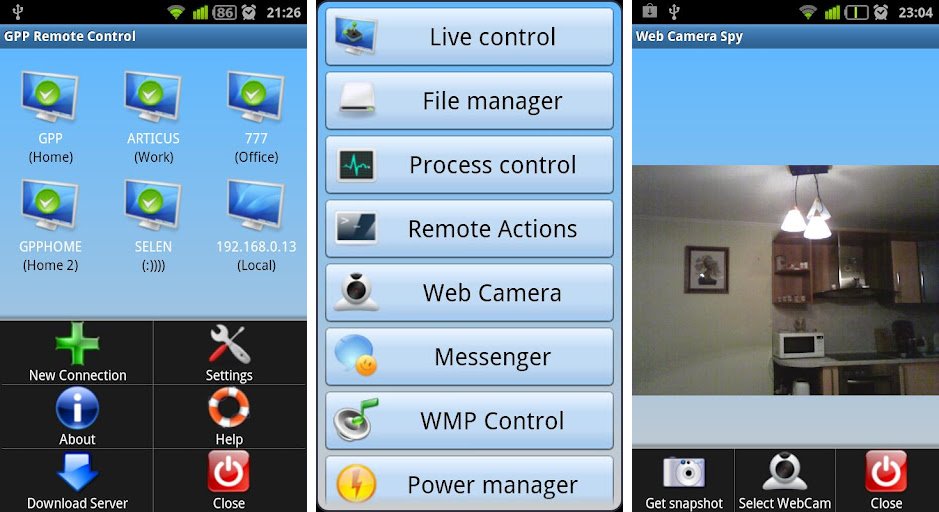 86 21:26
GPP Remote Control
GPP
(Home)
ARTICUS
(Work)
777
(Office)
GPPHOME
(Home 2)
SELEN
(:))))
192.168.0.13
(Local)
New Connection
Settings
About
Help
Download Server
Close
Live control
File manager
Process control
Remote Actions
Web Camera
Messenger
WMP Control
Power manager
23:04
Web Camera Spy
Get snapshot
Select WebCam
Close